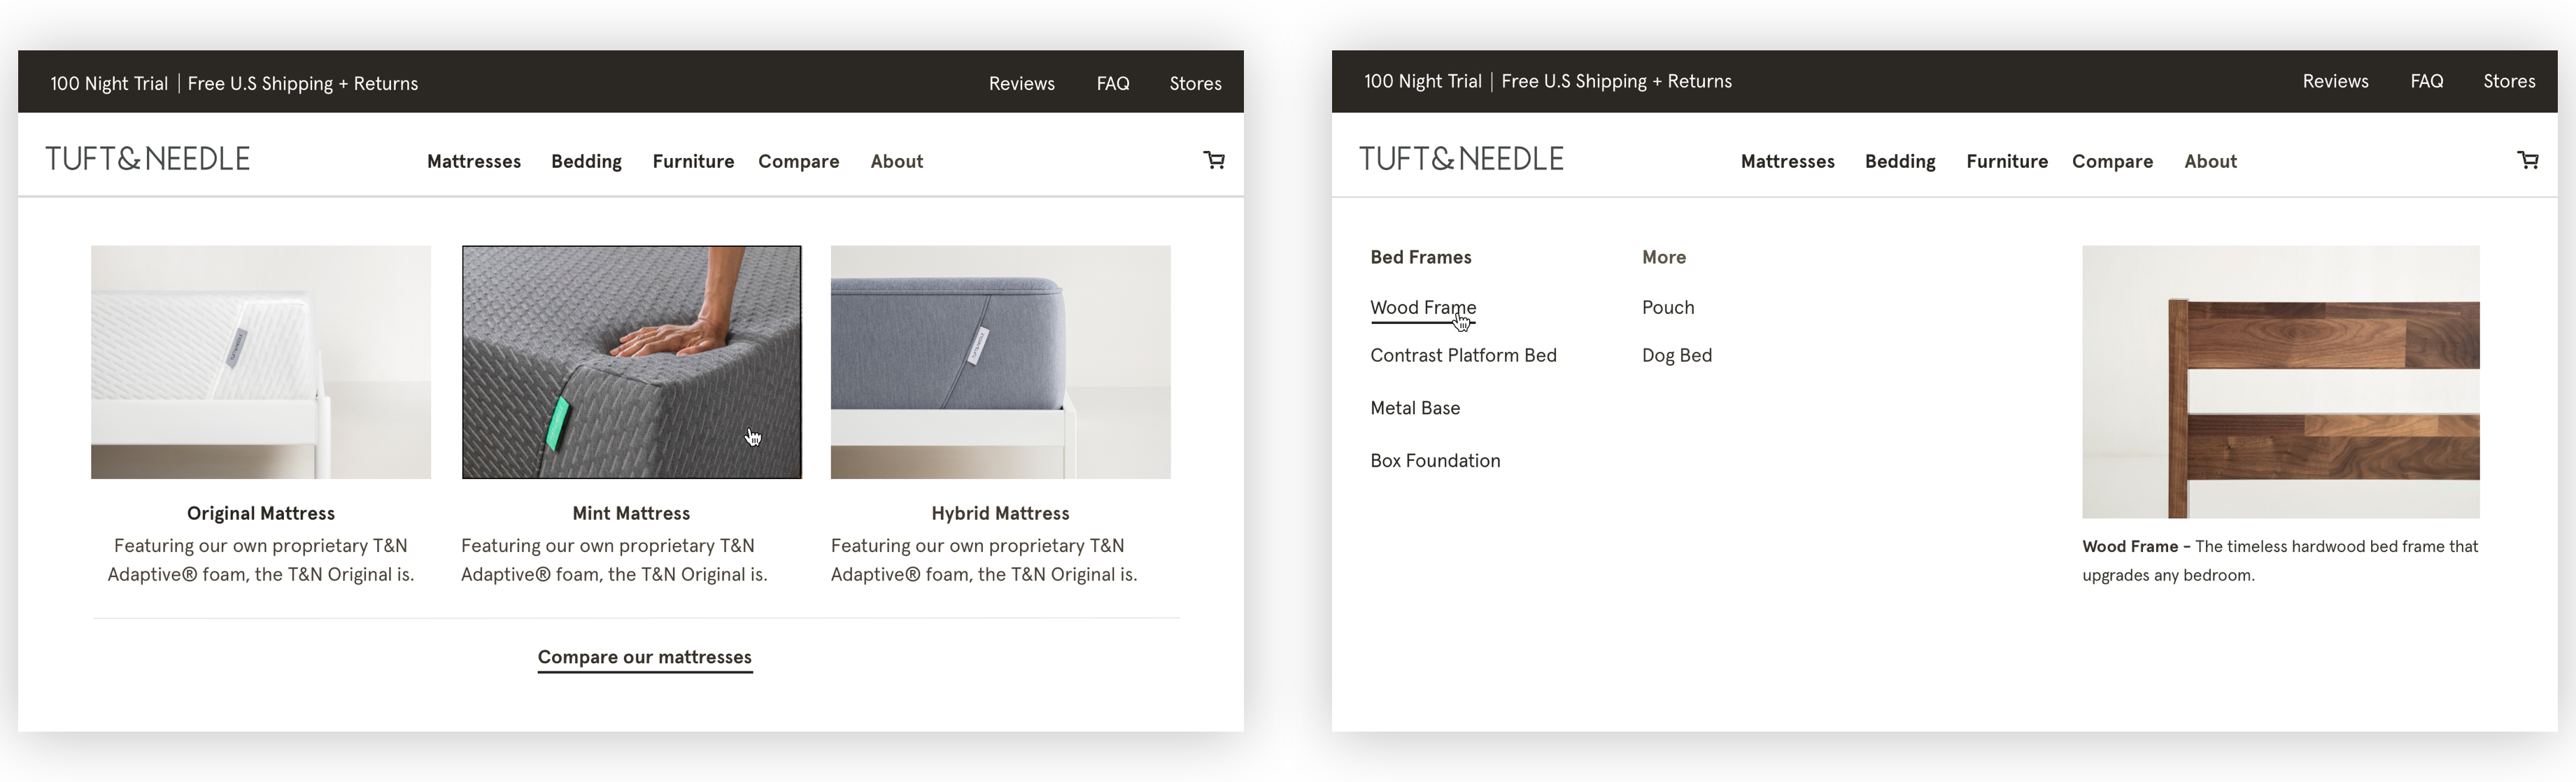 100 Night Trial | Free U.S Shipping + Returns
Reviews FAQ Stores
TUFT&NEEDLE
Mattresses Bedding Furniture Compare About
Original Mattress
Featuring our own proprietary T&N
Adaptive® foam, the T&N Original is.
Mint Mattress
Featuring our own proprietary T&N
Adaptive® foam, the T&N Original is.
Hybrid Mattress
Featuring our own proprietary T&N
Adaptive® foam, the T&N Original is.
Compare our mattresses
100 Night Trial | Free U.S Shipping + Returns
Reviews FAQ Stores
TUFT&NEEDLE
Mattresses Bedding Furniture Compare About
Bed Frames
Wood Frame
Contrast Platform Bed
Metal Base
Box Foundation
More
Pouch
Dog Bed
Wood Frame - The timeless hardwood bed frame that
upgrades any bedroom.